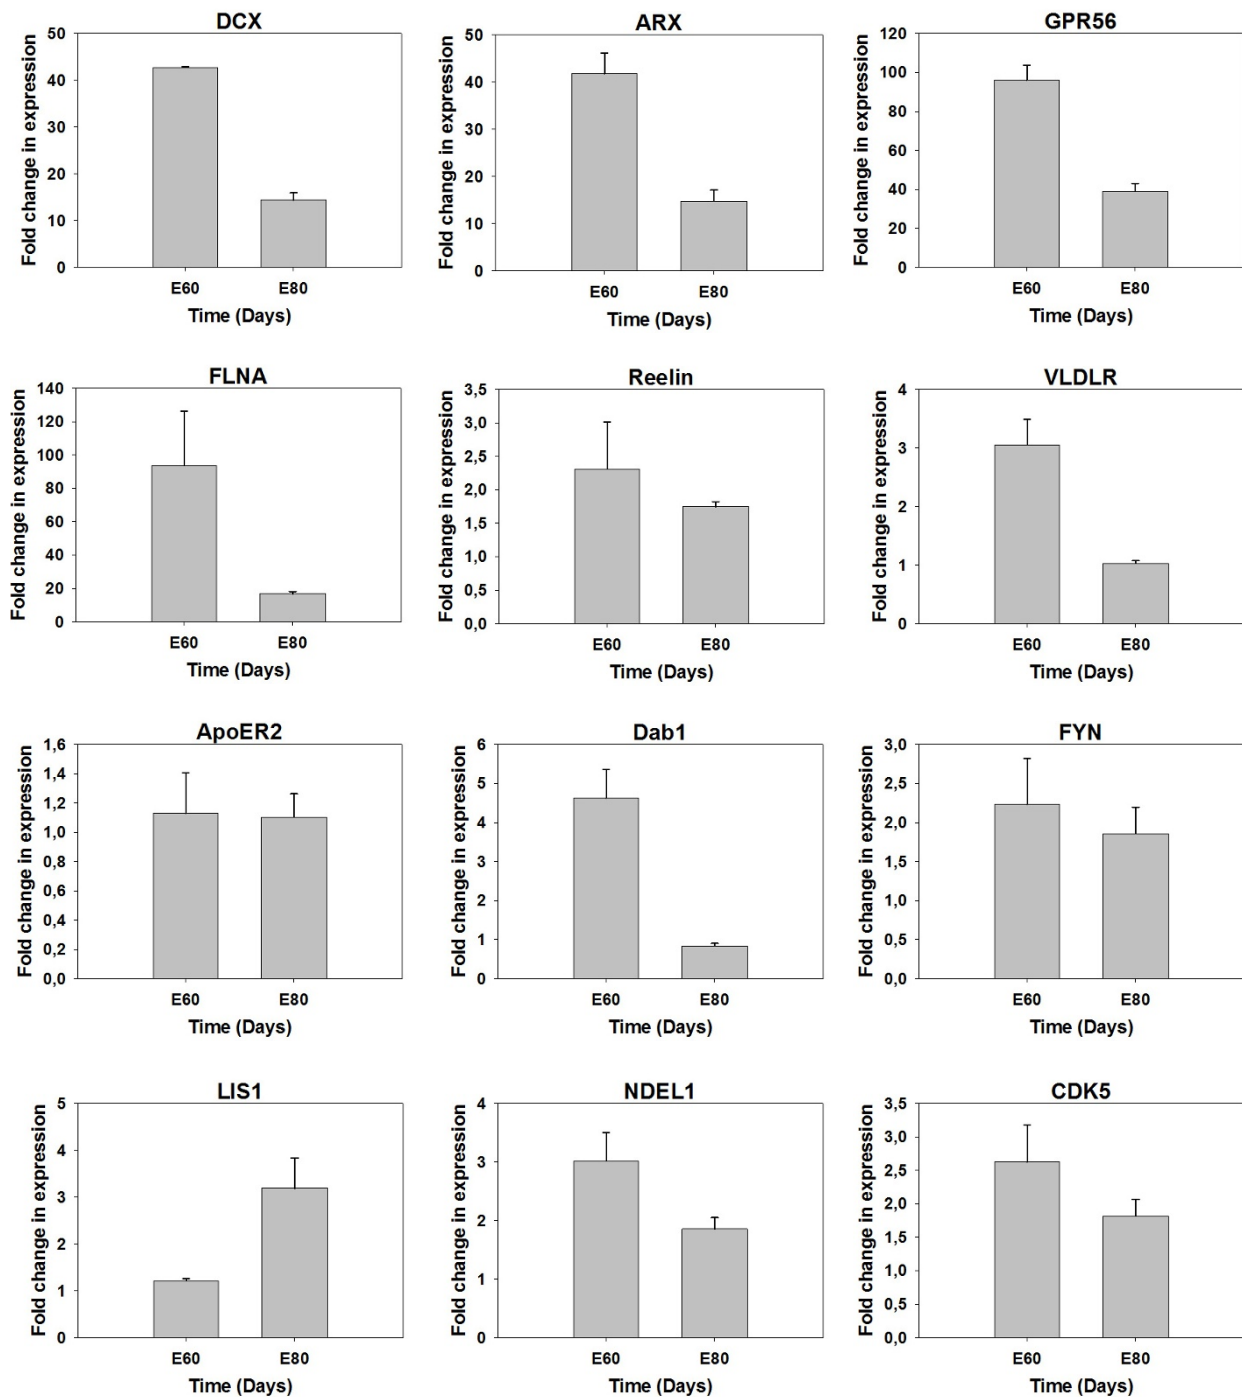 DCX
Fold change in expression
50
40
30
20
10
0
E60 E80
Time (Days)
ARX
Fold change in expression
50
40
30
20
10
0
E60 E80
Time (Days)
GPR56
Fold change in expression
120
100
80
60
40
20
0
E60 E80
Time (Days)
FLNA
Fold change in expression
140
120
100
80
60
40
20
0
E60 E80
Time (Days)
Reelin
Fold change in expression
3,5
3,0
2,5
2,0
1,5
1,0
0,5
0,0
E60 E80
Time (Days)
VLDLR
Fold change in expression
4
3
2
1
0
E60 E80
Time (Days)
ApoER2
Fold change in expression
1,6
1,4
1,2
1,0
0,8
0,6
0,4
0,2
0,0
E60 E80
Time (Days)
Dab1
Fold change in expression
6
5
4
3
2
1
0
E60 E80
Time (Days)
FYN
Fold change in expression
3,0
2,5
2,0
1,5
1,0
0,5
0,0
E60 E80
Time (Days)
LIS1
Fold change in expression
5
4
3
2
1
0
E60 E80
Time (Days)
NDEL1
Fold change in expression
4
3
2
1
0
E60 E80
Time (Days)
CDK5
Fold change in expression
3,5
3,0
2,5
2,0
1,5
1,0
0,5
0,0
E60 E80
Time (Days)